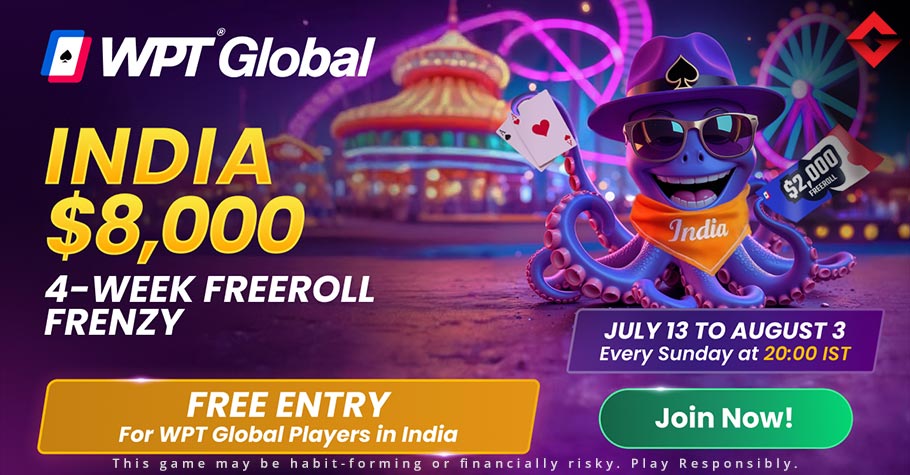 WPT® Global
INDIA
$8,000
4-WEEK FREEROLL
FRENZY
$2,000
FREEROLL
India
JULY 13 TO AUGUST 3
Every Sunday at 20:00 IST
FREE ENTRY
For WPT Global Players in India
Join Now!
This game may be habit-forming or financially risky. Play Responsibly.